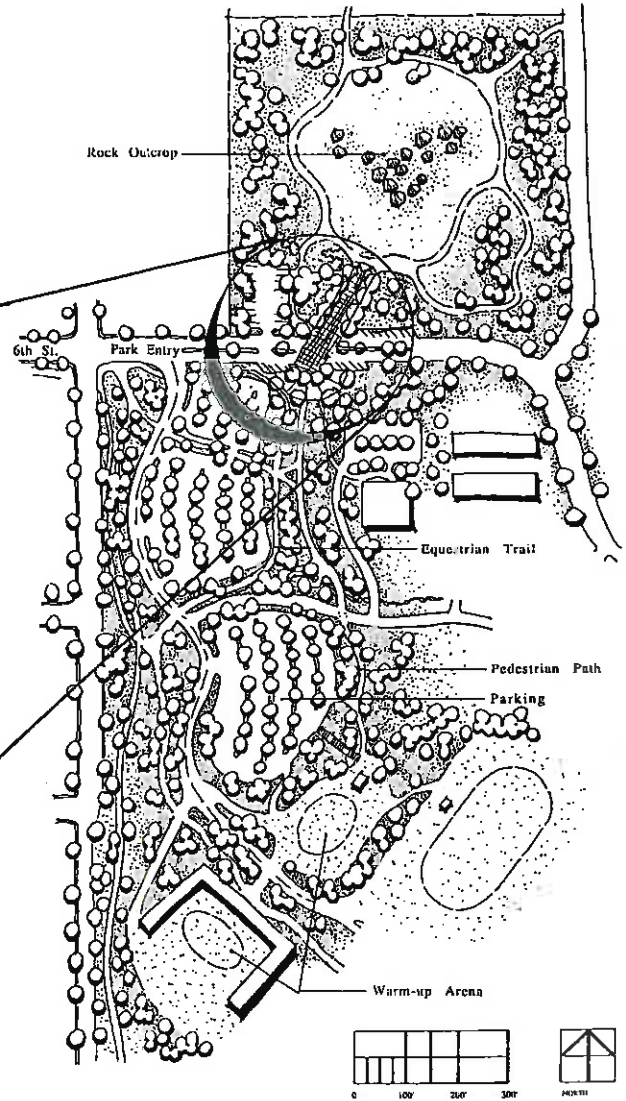 Rock Outcrop
6th St.
Park Entry
Equestrian Trail
Pedestrian Path
Parking
Warm-up Arena
0 100' 200' 300'
NORTH